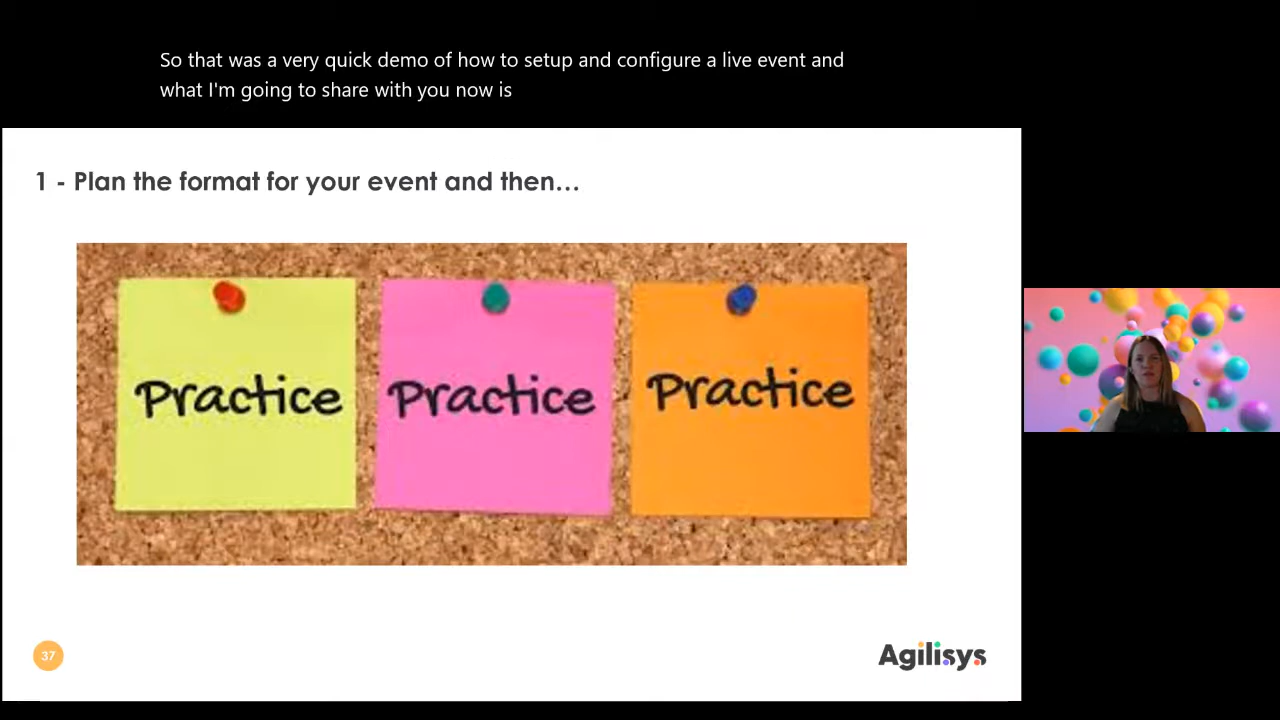 So that was a very quick demo of how to setup and configure a live event and
what I'm going to share with you now is
1 - Plan the format for your event and then…
Practice Practice Practice
37
Agilisys